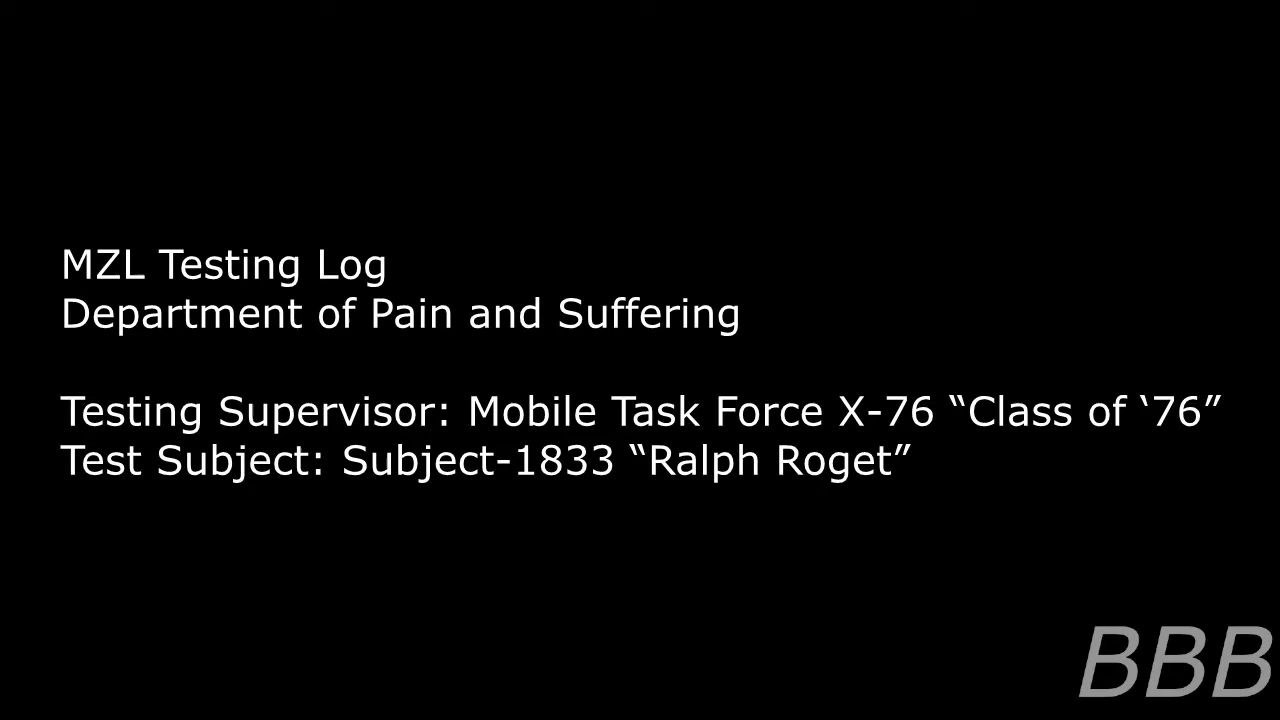 MZL Testing Log
Department of Pain and Suffering
Testing Supervisor: Mobile Task Force X-76 “Class of ‘76”
Test Subject: Subject-1833 “Ralph Roget”
BBB